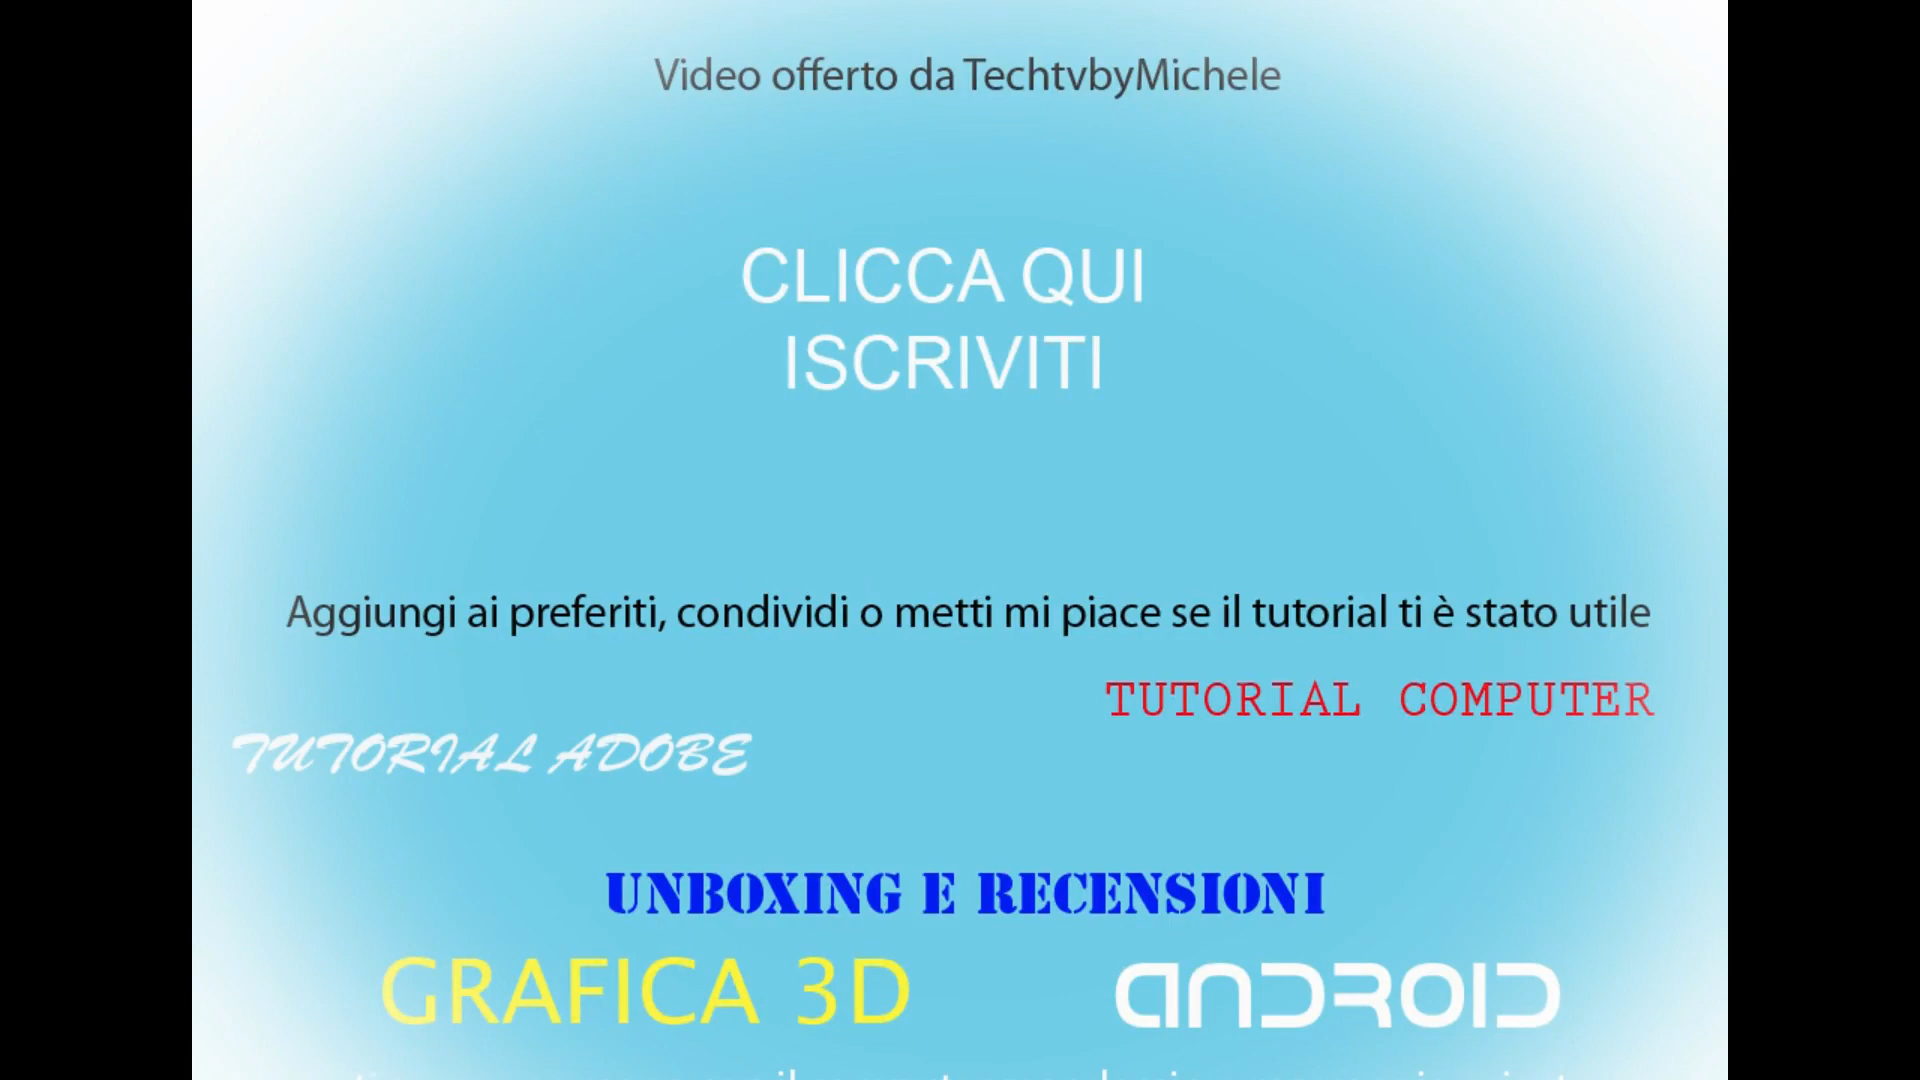 Video offerto da TechtvbyMichele
CLICCA QUI
ISCRIVITI
Aggiungi ai preferiti, condividi o metti mi piace se il tutorial ti è stato utile
TUTORIAL COMPUTER
TUTORIAL ADOBE
UNBOXING E RECENSIONI
GRAFICA 3D
ANDROID